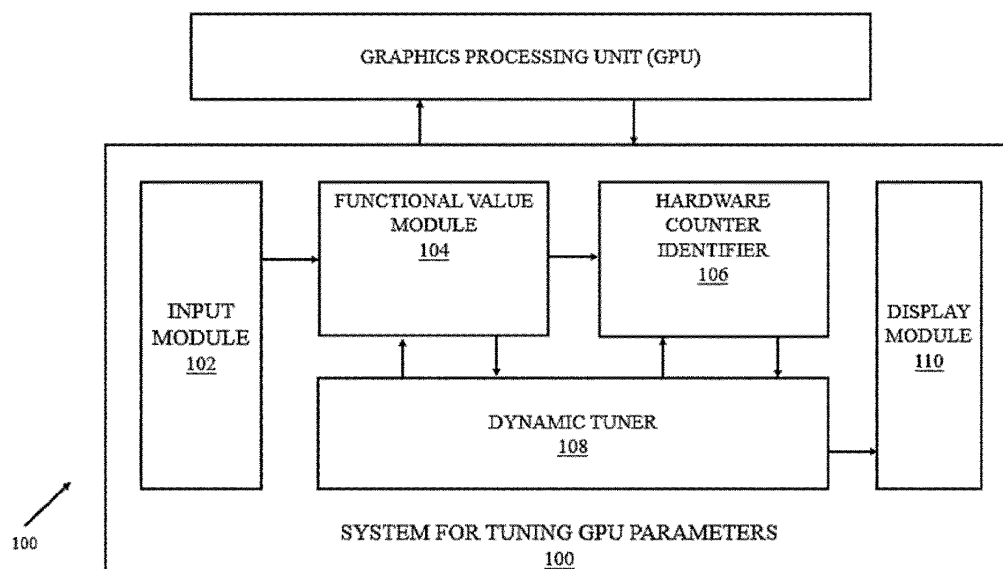 GRAPHICS PROCESSING UNIT (GPU)
FUNCTIONAL VALUE
MODULE
104
HARDWARE
COUNTER
IDENTIFIER
106
INPUT
MODULE
102
DISPLAY
MODULE
110
DYNAMIC TUNER
108
SYSTEM FOR TUNING GPU PARAMETERS
100
100